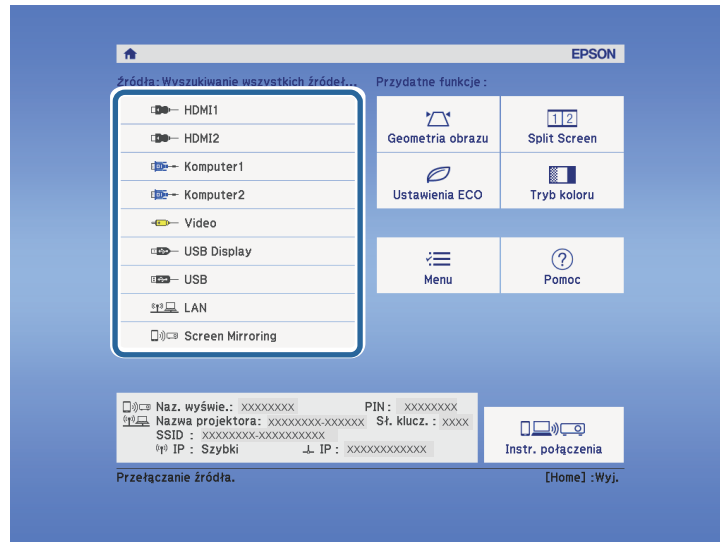 EPSON
Źródła: Wyszukiwanie wszystkich źródeł...
HDMI1
HDMI2
Komputer1
Komputer2
Video
USB Display
USB
LAN
Screen Mirroring
Przydatne funkcje :
Geometria obrazu
1 2
Split Screen
Ustawienia ECO
Tryb koloru
Menu
?
Pomoc
Naz. wyświe.: XXXXXXXX PIN : XXXXXXXX
Nazwa projektora: XXXXXXXX-XXXXXX Sł. klucz. : XXXX
SSID : XXXXXXXX-XXXXXXXXXX
IP : Szybki IP : XXXXXXXXXXXX
Instr. połączenia
Przełączanie źródła.
[Home] :Wyj.